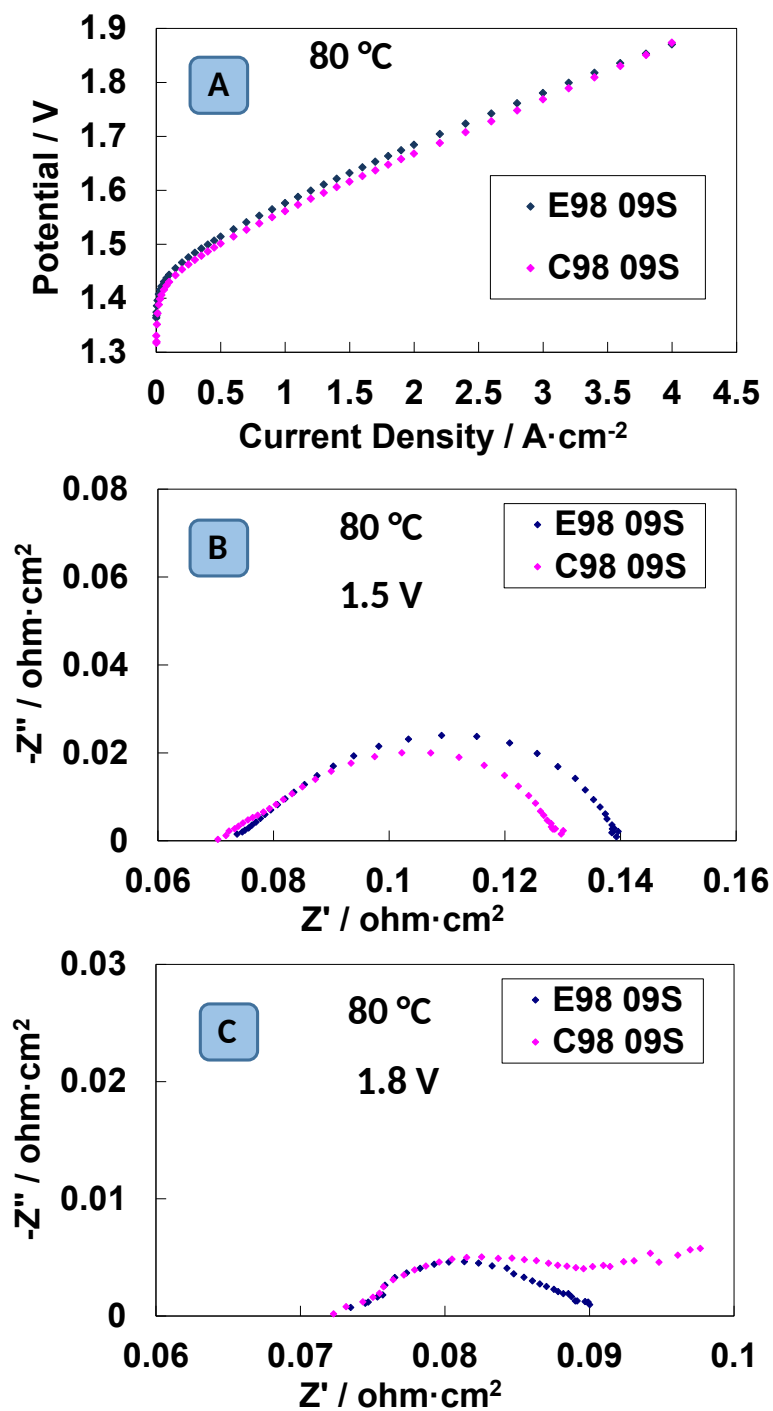 1.9
1.8
1.7
1.6
1.5
1.4
1.3
Potential / V
A
80 °C
E98 09S
C98 09S
0 0.5 1 1.5 2 2.5 3 3.5 4 4.5
Current Density / A·cm-2
0.08
0.06
0.04
0.02
0
-Z'' / ohm·cm2
B
80 °C
1.5 V
E98 09S
C98 09S
0.06 0.08 0.1 0.12 0.14 0.16
Z' / ohm·cm2
0.03
0.02
0.01
0
-Z'' / ohm·cm2
C
80 °C
1.8 V
E98 09S
C98 09S
0.06 0.07 0.08 0.09 0.1
Z' / ohm·cm2